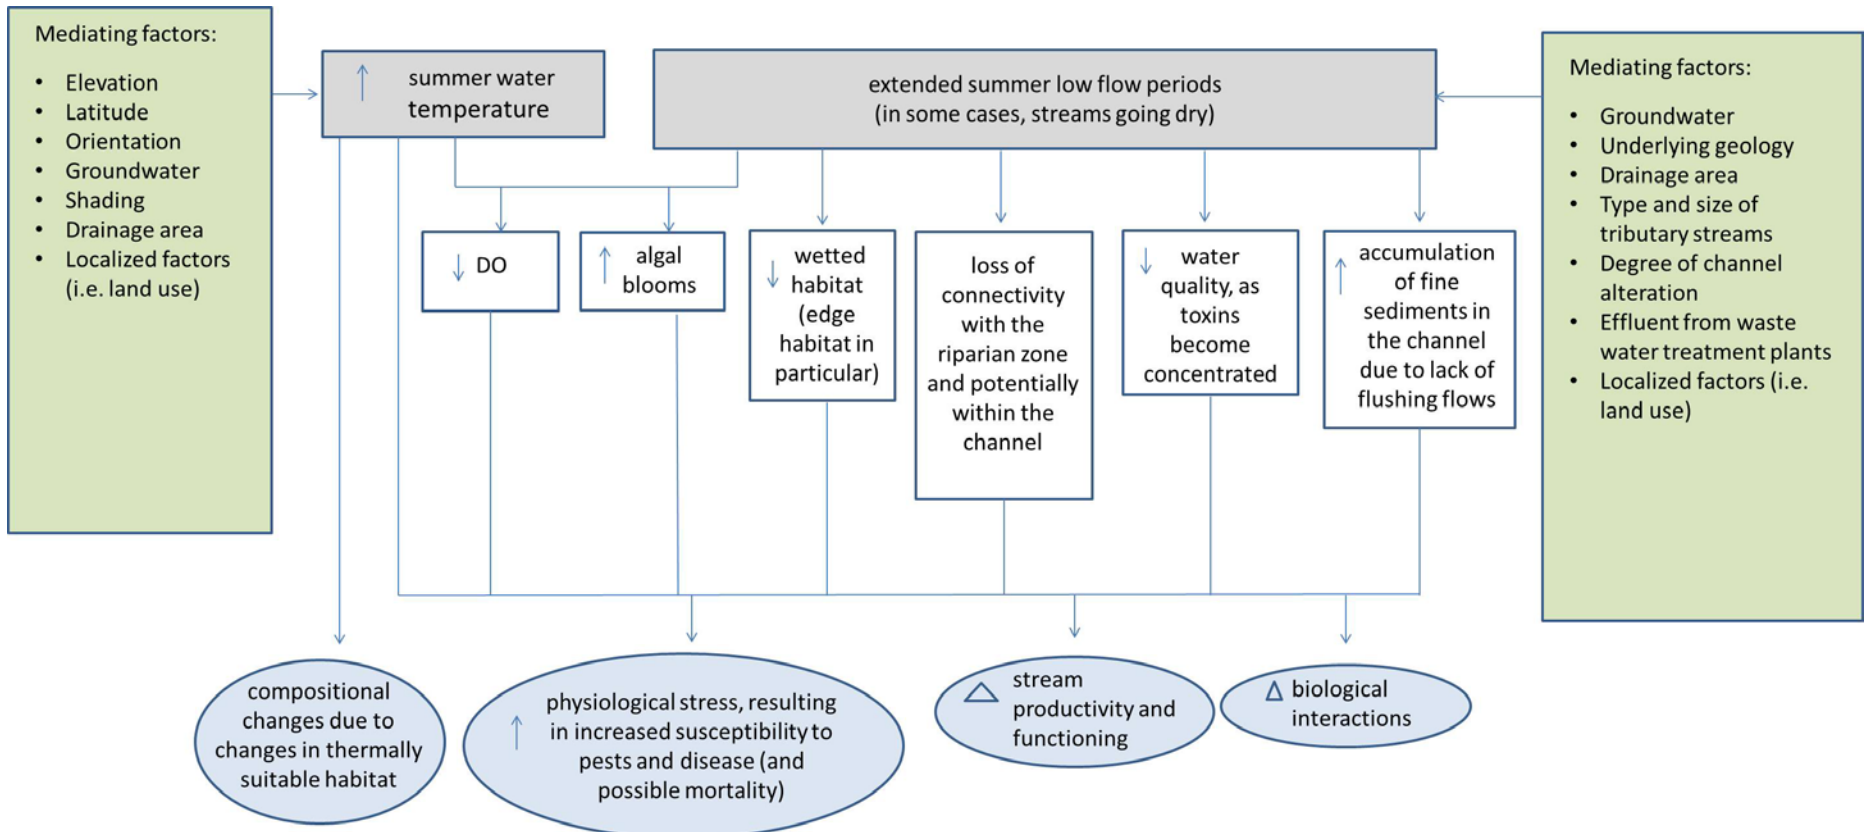 Mediating factors:
• Elevation
• Latitude
• Orientation
• Groundwater
• Shading
• Drainage area
• Localized factors
(i.e. land use)
↑ summer water
temperature
extended summer low flow periods
(in some cases, streams going dry)
Mediating factors:
• Groundwater
• Underlying geology
• Drainage area
• Type and size of
tributary streams
• Degree of channel
alteration
• Effluent from waste
water treatment plants
• Localized factors (i.e.
land use)
↓ DO
↑ algal
blooms
↓ wetted
habitat
(edge
habitat in
particular)
loss of
connectivity
with the
riparian zone
and potentially
within the
channel
↓ water
quality, as
toxins
become
concentrated
↑ accumulation
of fine
sediments in
the channel
due to lack of
flushing flows
compositional
changes due to
changes in thermally
suitable habitat
↑ physiological stress, resulting
in increased susceptibility to
pests and disease (and
possible mortality)
△ stream
productivity and
functioning
△ biological
interactions